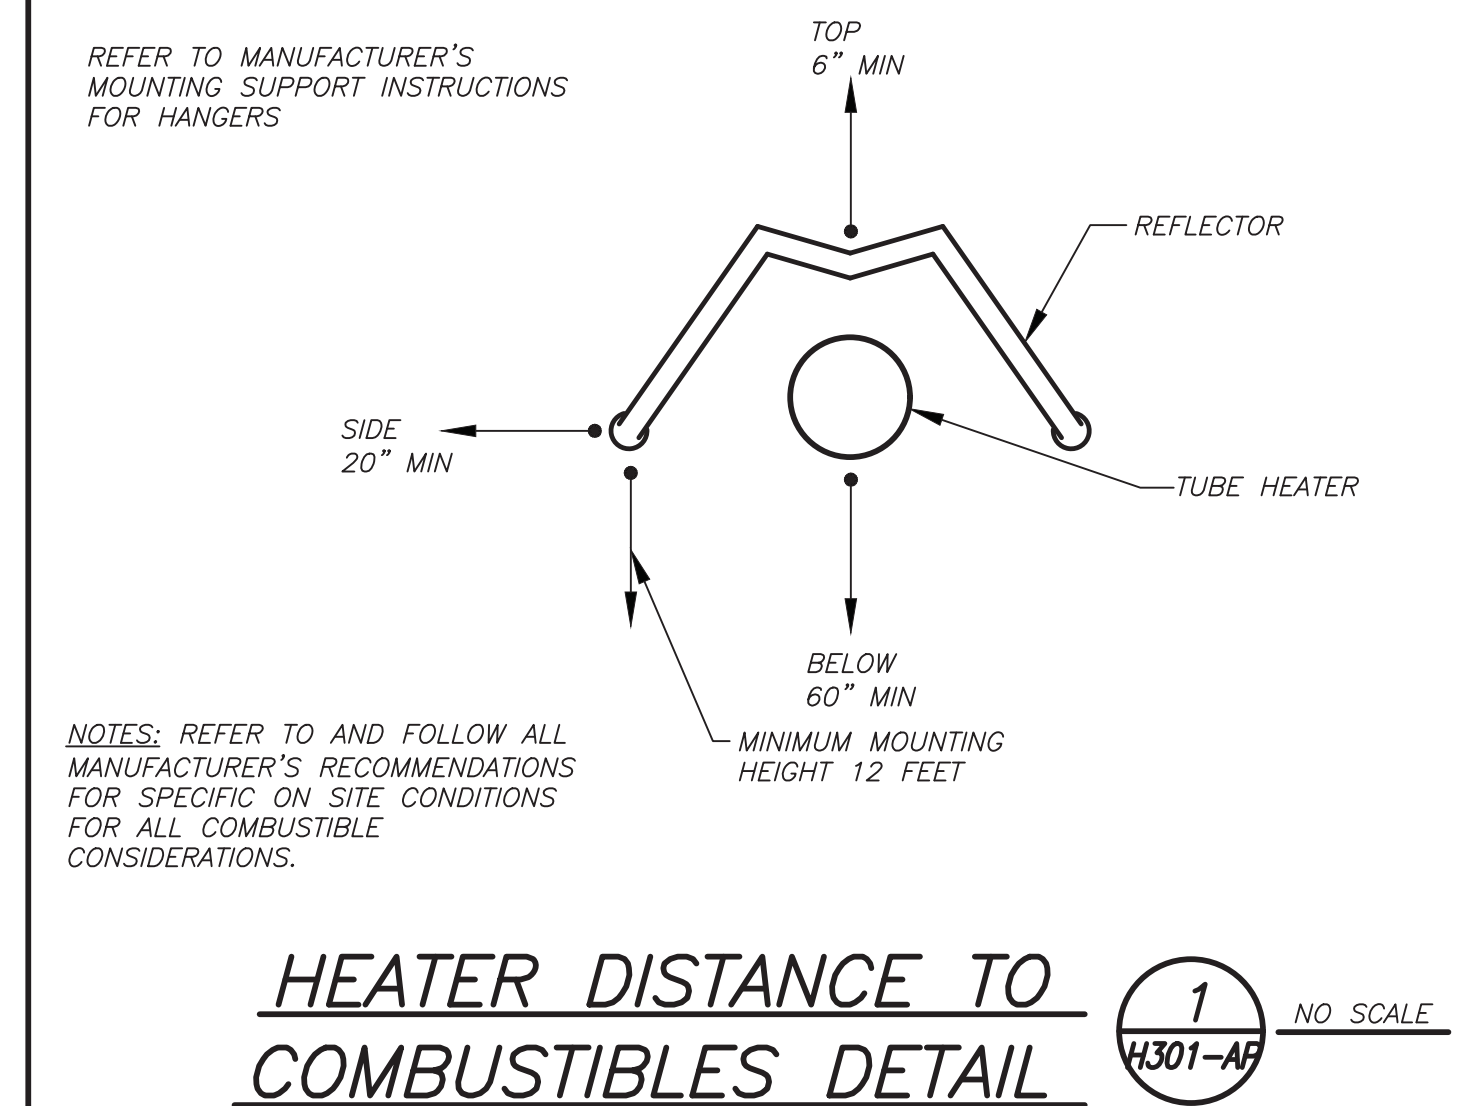 REFER TO MANUFACTURER'S
MOUNTING SUPPORT INSTRUCTIONS
FOR HANGERS
TOP
6" MIN
REFLECTOR
SIDE
20" MIN
TUBE HEATER
BELOW
60" MIN
MINIMUM MOUNTING
HEIGHT 12 FEET
NOTES: REFER TO AND FOLLOW ALL
MANUFACTURER'S RECOMMENDATIONS
FOR SPECIFIC ON SITE CONDITIONS
FOR ALL COMBUSTIBLE
CONSIDERATIONS.
HEATER DISTANCE TO
COMBUSTIBLES DETAIL
1
H301-AP
NO SCALE